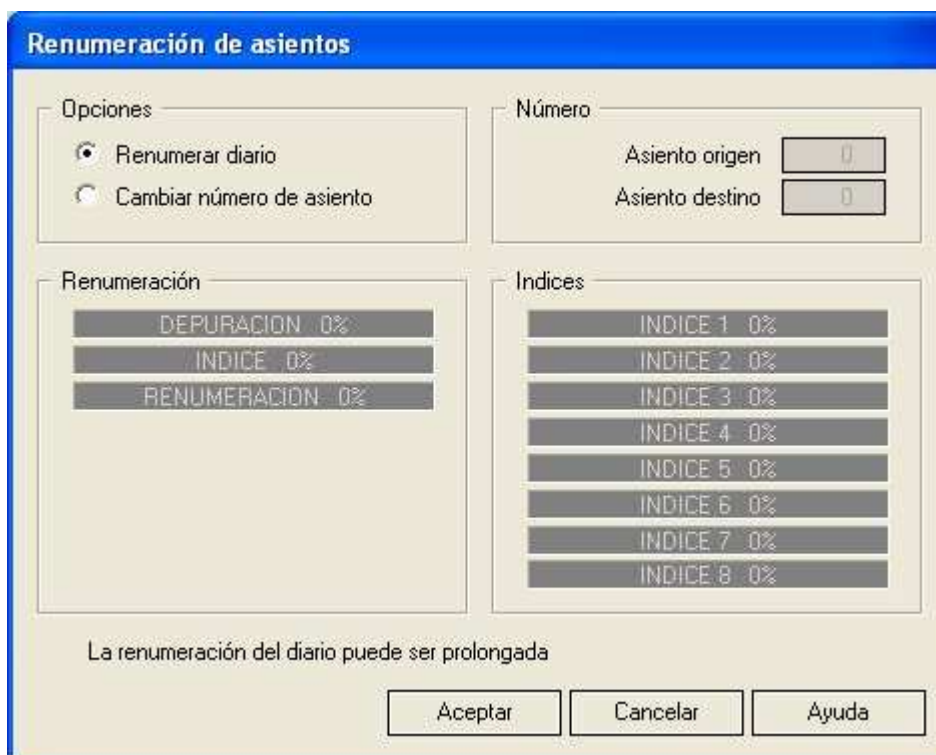 Renumeración de asientos
Opciones
Renumerar diario
Cambiar número de asiento
Número
Asiento origen 0
Asiento destino 0
Renumeración
DEPURACION 0%
INDICE 0%
RENUMERACION 0%
Indices
INDICE 1 0%
INDICE 2 0%
INDICE 3 0%
INDICE 4 0%
INDICE 5 0%
INDICE 6 0%
INDICE 7 0%
INDICE 8 0%
La renumeración del diario puede ser prolongada
Aceptar Cancelar Ayuda